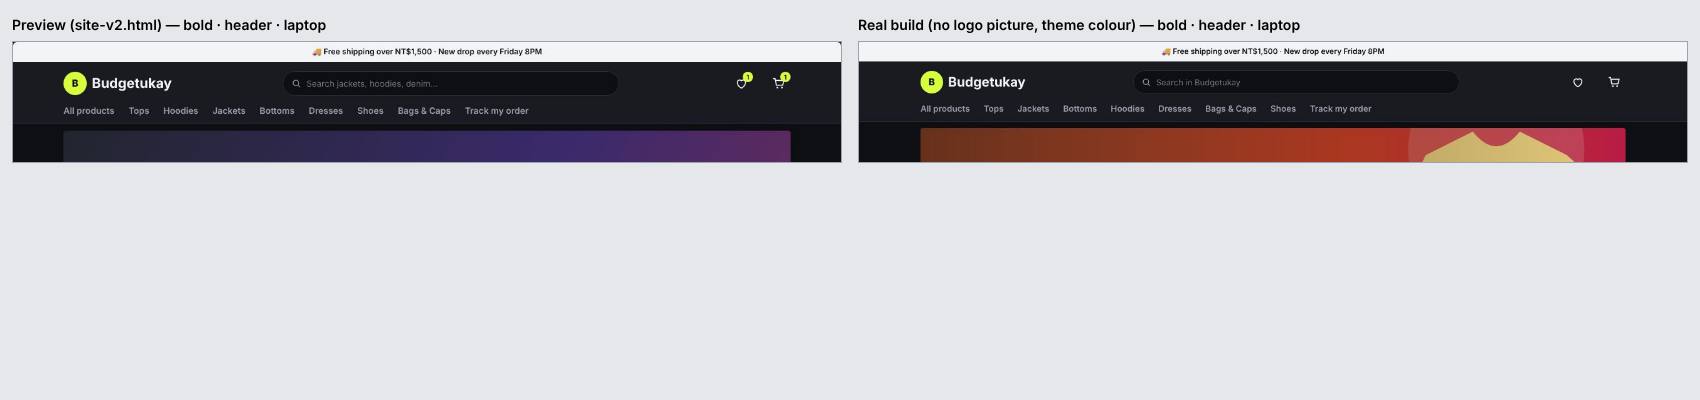 Preview (site-v2.html) — bold · header · laptop
🚚 Free shipping over NT$1,500 · New drop every Friday 8PM
B Budgetukay Search jackets, hoodies, denim... 1 1
All products Tops Hoodies Jackets Bottoms Dresses Shoes Bags & Caps Track my order
Real build (no logo picture, theme colour) — bold · header · laptop
🚚 Free shipping over NT$1,500 · New drop every Friday 8PM
B Budgetukay Search in Budgetukay
All products Tops Jackets Bottoms Hoodies Dresses Bags & Caps Shoes Track my order